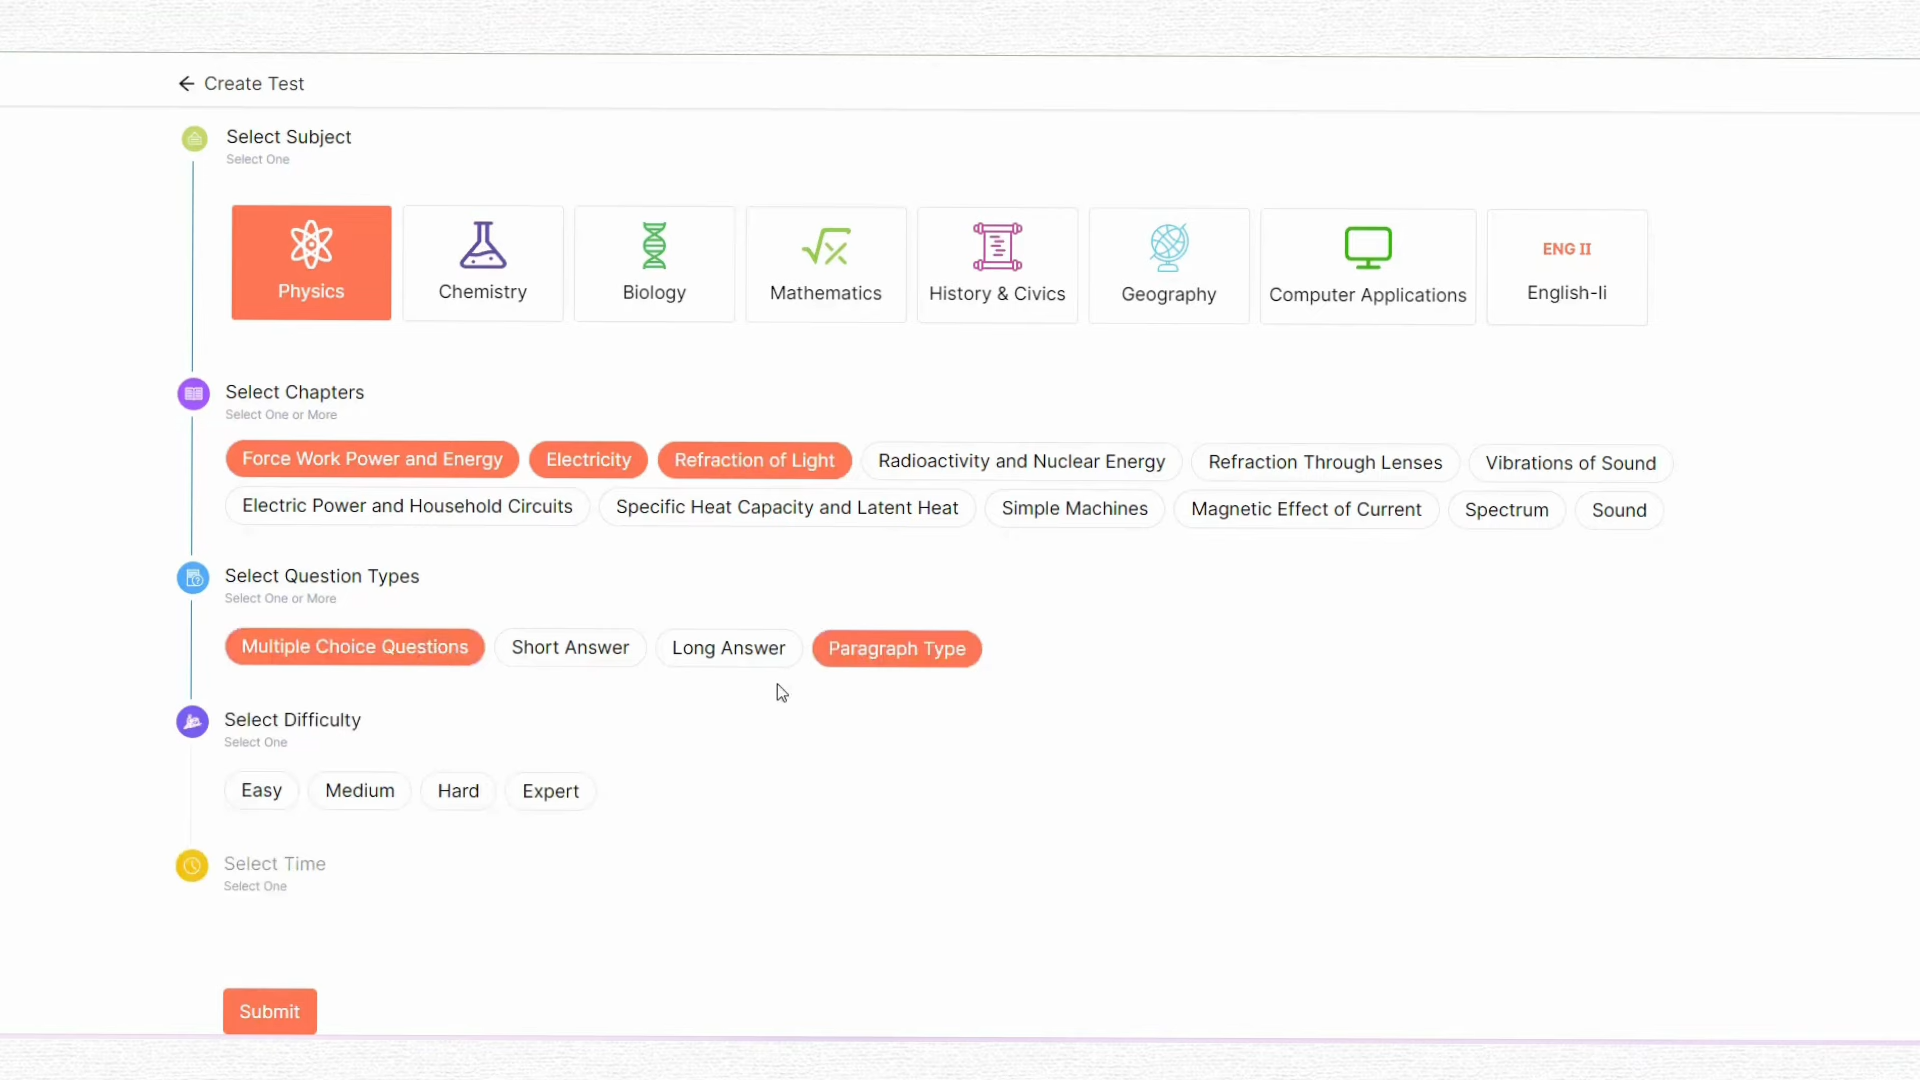 Create Test
Select Subject
Select One
Physics
Chemistry
Biology
Mathematics
History & Civics
Geography
Computer Applications
ENG II
English-Ii
Select Chapters
Select One or More
Force Work Power and Energy Electricity Refraction of Light Radioactivity and Nuclear Energy Refraction Through Lenses Vibrations of Sound
Electric Power and Household Circuits Specific Heat Capacity and Latent Heat Simple Machines Magnetic Effect of Current Spectrum Sound
Select Question Types
Select One or More
Multiple Choice Questions Short Answer Long Answer Paragraph Type
Select Difficulty
Select One
Easy Medium Hard Expert
Select Time
Select One
Submit